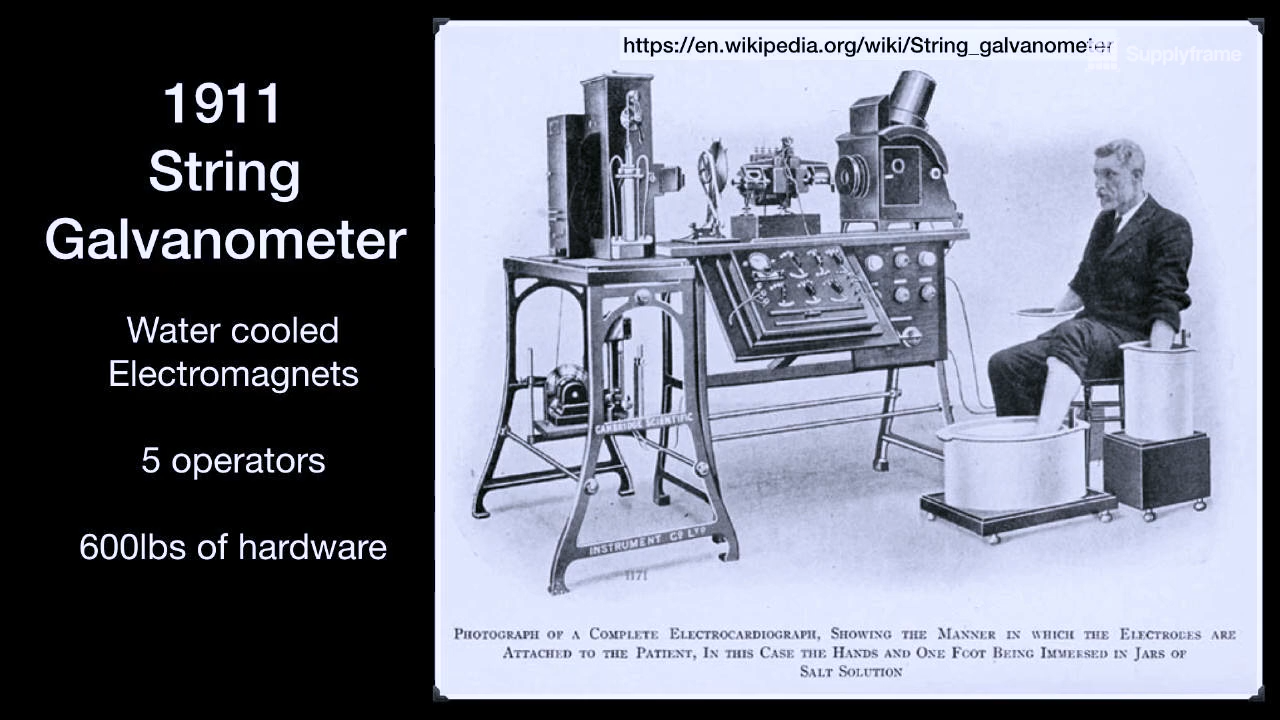 1911
String
Galvanometer
Water cooled
Electromagnets
5 operators
600lbs of hardware
https://en.wikipedia.org/wiki/String_galvanometer
Supplyframe
CAMBRIDGE SCIENTIFIC
INSTRUMENT CO LTD
1171
PHOTOGRAPH OF A COMPLETE ELECTROCARDIOGRAPH, SHOWING THE MANNER IN WHICH THE ELECTRODES ARE
ATTACHED TO THE PATIENT, IN THIS CASE THE HANDS AND ONE FOOT BEING IMMERSED IN JARS OF
SALT SOLUTION